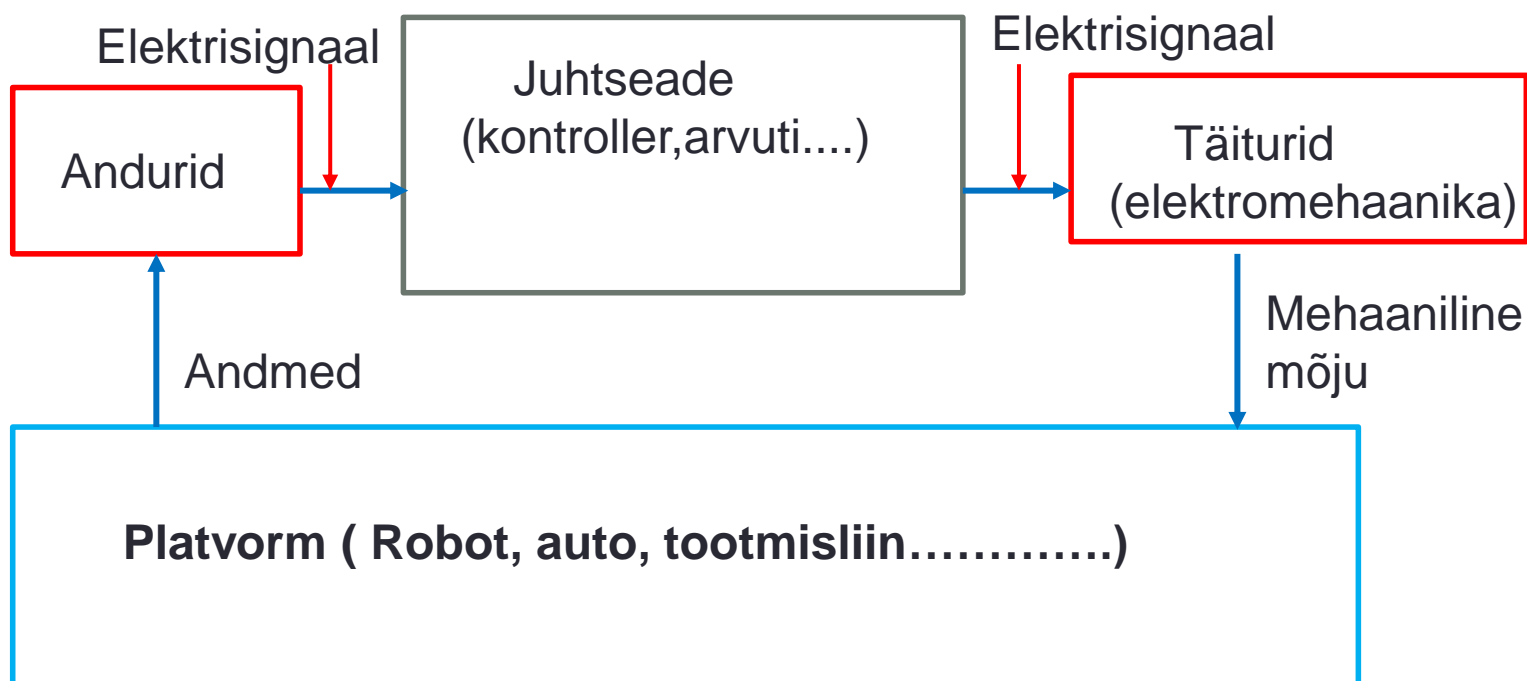 Elektrisignaal
Juhtseade
(kontroller,arvuti....)
Elektrisignaal
Andurid
Täiturid
(elektromehaanika)
Andmed
Mehaaniline
mõju
Platvorm ( Robot, auto, tootmisliin………….)